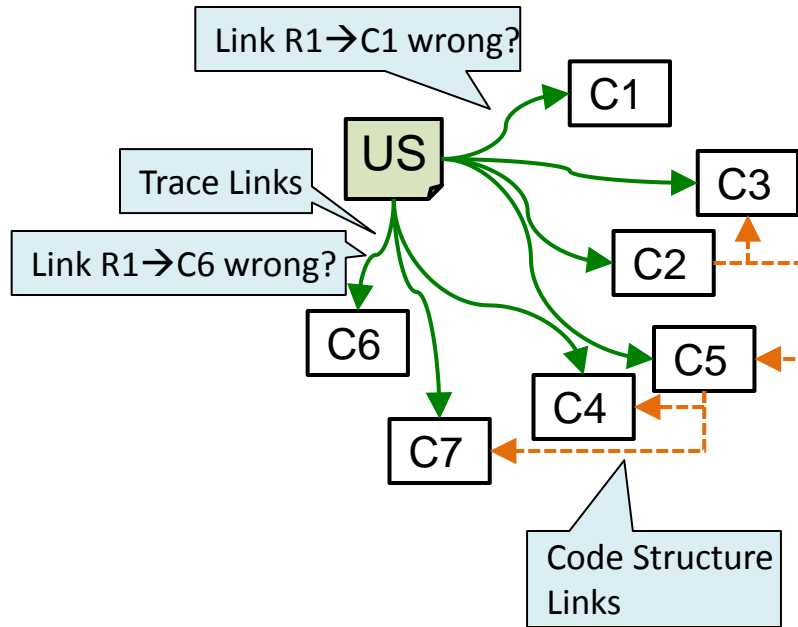 Link R1→C1 wrong?
C1
US
Trace Links
C3
Link R1→C6 wrong?
C2
C6
C5
C4
C7
Code Structure
Links